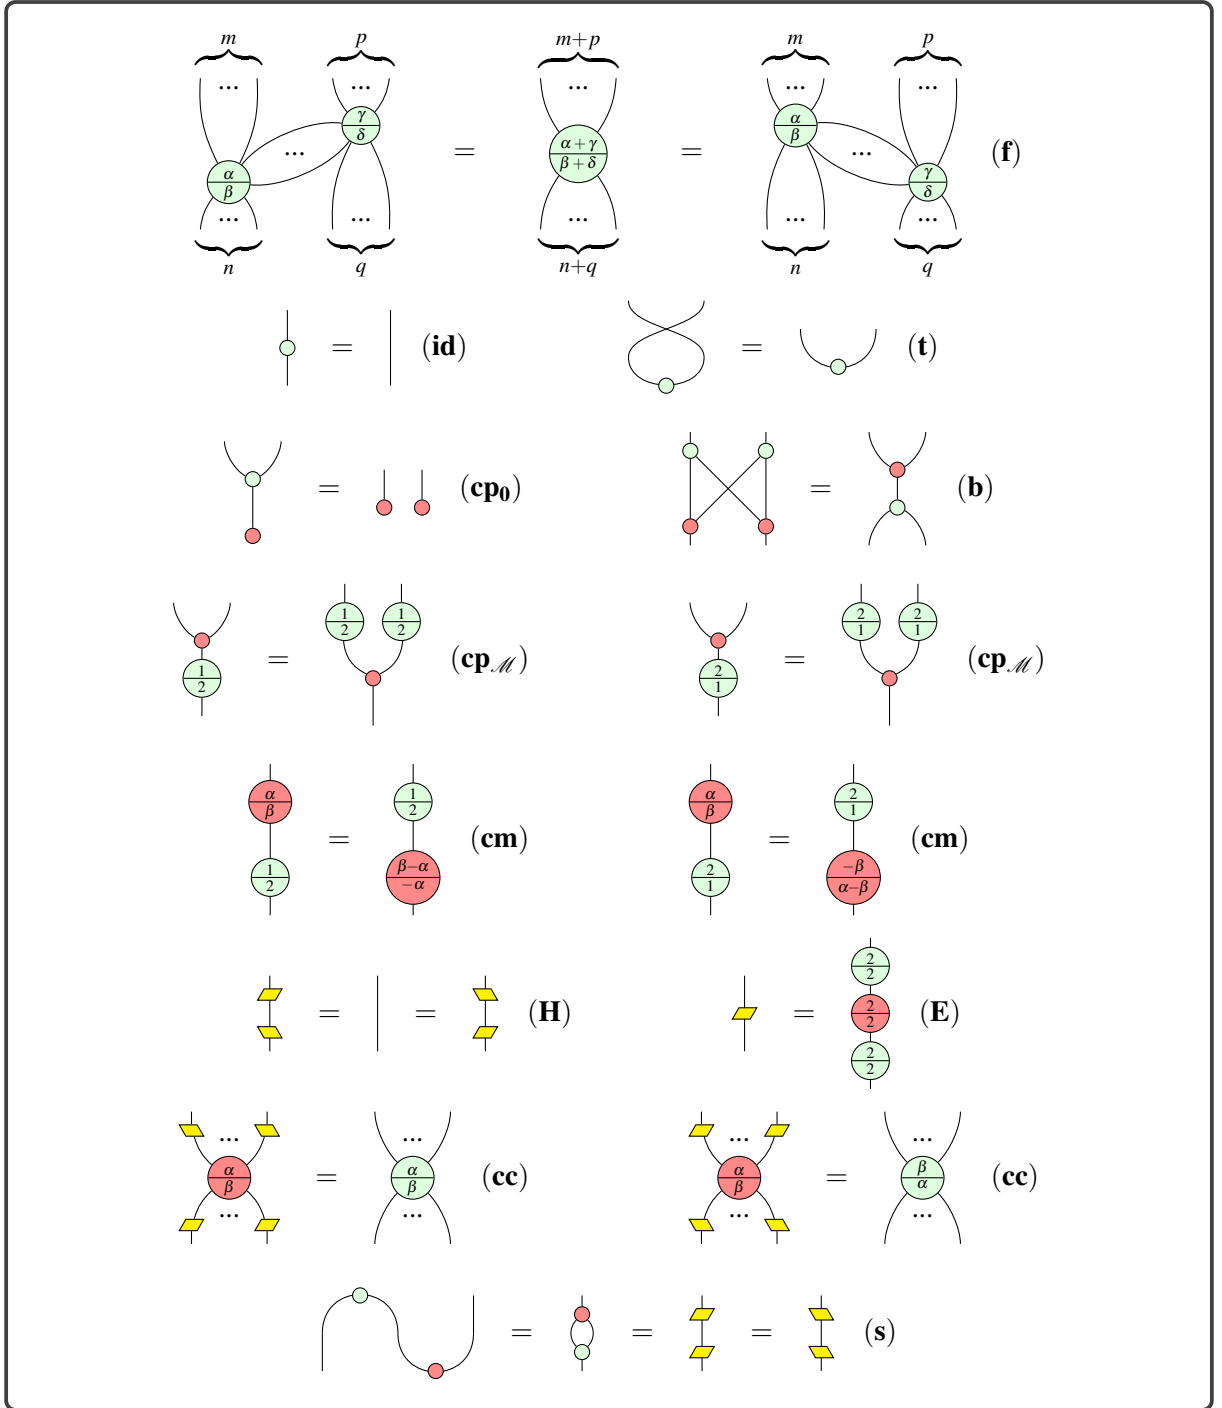 m p m+p m p
... ... ... ... ...
α/β ... γ/δ = α+γ/β+δ = α/β ... γ/δ (f)
... ... ... ... ...
n q n+q n q
= (id) = (t)
= (cp₀) = (b)
1/2 = 1/2 1/2 (cp_ℳ) 2/1 = 2/1 2/1 (cp_ℳ)
α/β 1/2 = 1/2 β−α/−α (cm) α/β 2/1 = 2/1 −β/α−β (cm)
= = (H) = 2/2 2/2 2/2 (E)
... α/β ... = ... α/β ... (cc) ... α/β ... = ... β/α ... (cc)
= = = (s)